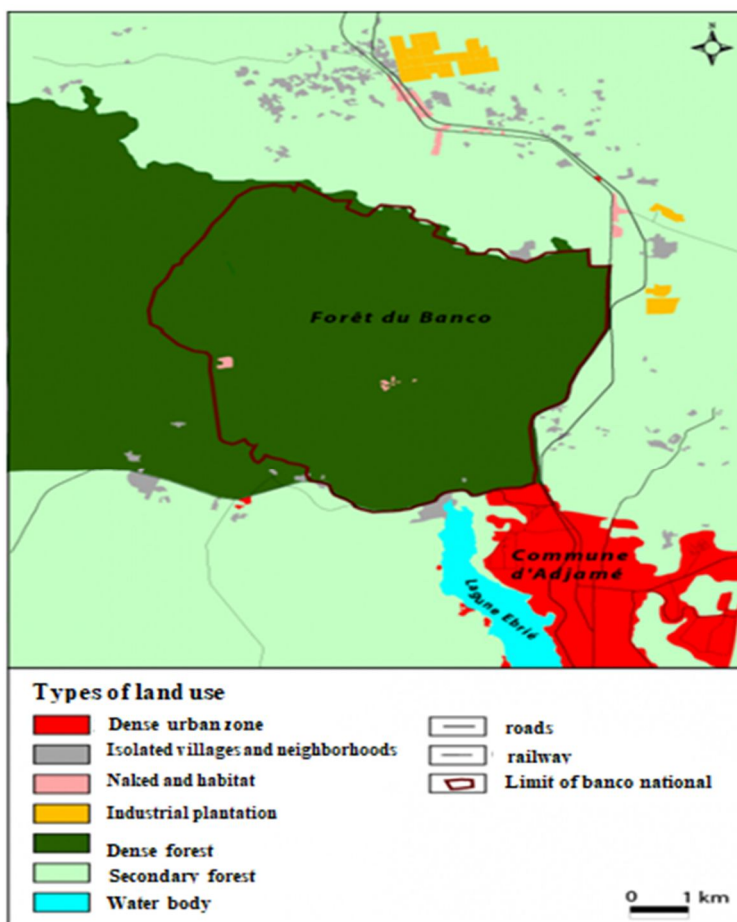 N
Forêt du Banco
Commune
d'Adjamé
Lagune Ebrié
Types of land use
Dense urban zone
Isolated villages and neighborhoods
Naked and habitat
Industrial plantation
Dense forest
Secondary forest
Water body
roads
railway
Limit of banco national
0 1 km